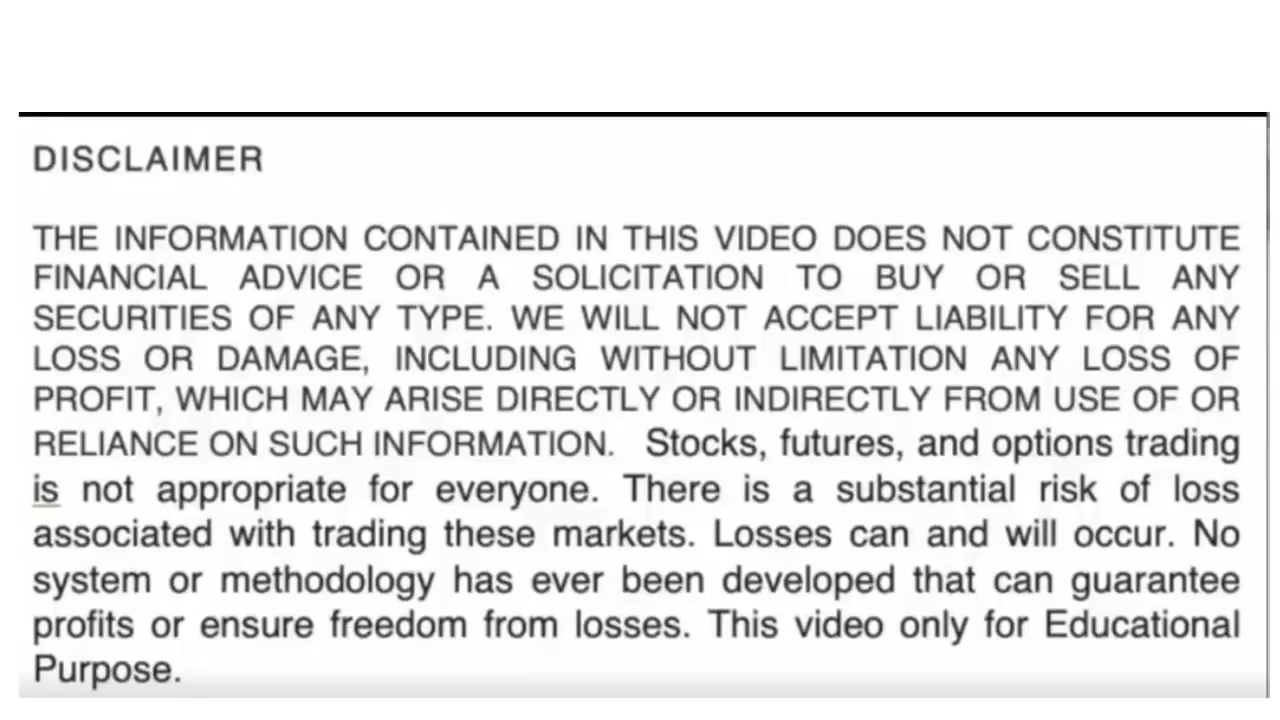 DISCLAIMER
THE INFORMATION CONTAINED IN THIS VIDEO DOES NOT CONSTITUTE
FINANCIAL ADVICE OR A SOLICITATION TO BUY OR SELL ANY
SECURITIES OF ANY TYPE. WE WILL NOT ACCEPT LIABILITY FOR ANY
LOSS OR DAMAGE, INCLUDING WITHOUT LIMITATION ANY LOSS OF
PROFIT, WHICH MAY ARISE DIRECTLY OR INDIRECTLY FROM USE OF OR
RELIANCE ON SUCH INFORMATION. Stocks, futures, and options trading
is not appropriate for everyone. There is a substantial risk of loss
associated with trading these markets. Losses can and will occur. No
system or methodology has ever been developed that can guarantee
profits or ensure freedom from losses. This video only for Educational
Purpose.